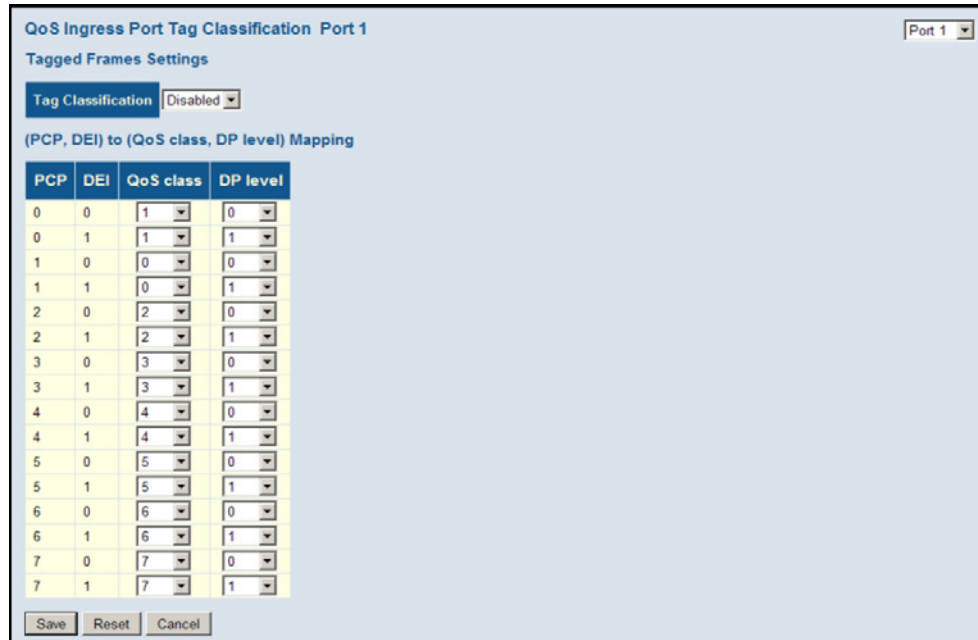 QoS Ingress Port Tag Classification Port 1
Port 1
Tagged Frames Settings
Tag Classification Disabled
(PCP, DEI) to (QoS class, DP level) Mapping
PCP DEI QoS class DP level
0 0 1 0
0 1 1 1
1 0 0 0
1 1 0 1
2 0 2 0
2 1 2 1
3 0 3 0
3 1 3 1
4 0 4 0
4 1 4 1
5 0 5 0
5 1 5 1
6 0 6 0
6 1 6 1
7 0 7 0
7 1 7 1
Save Reset Cancel